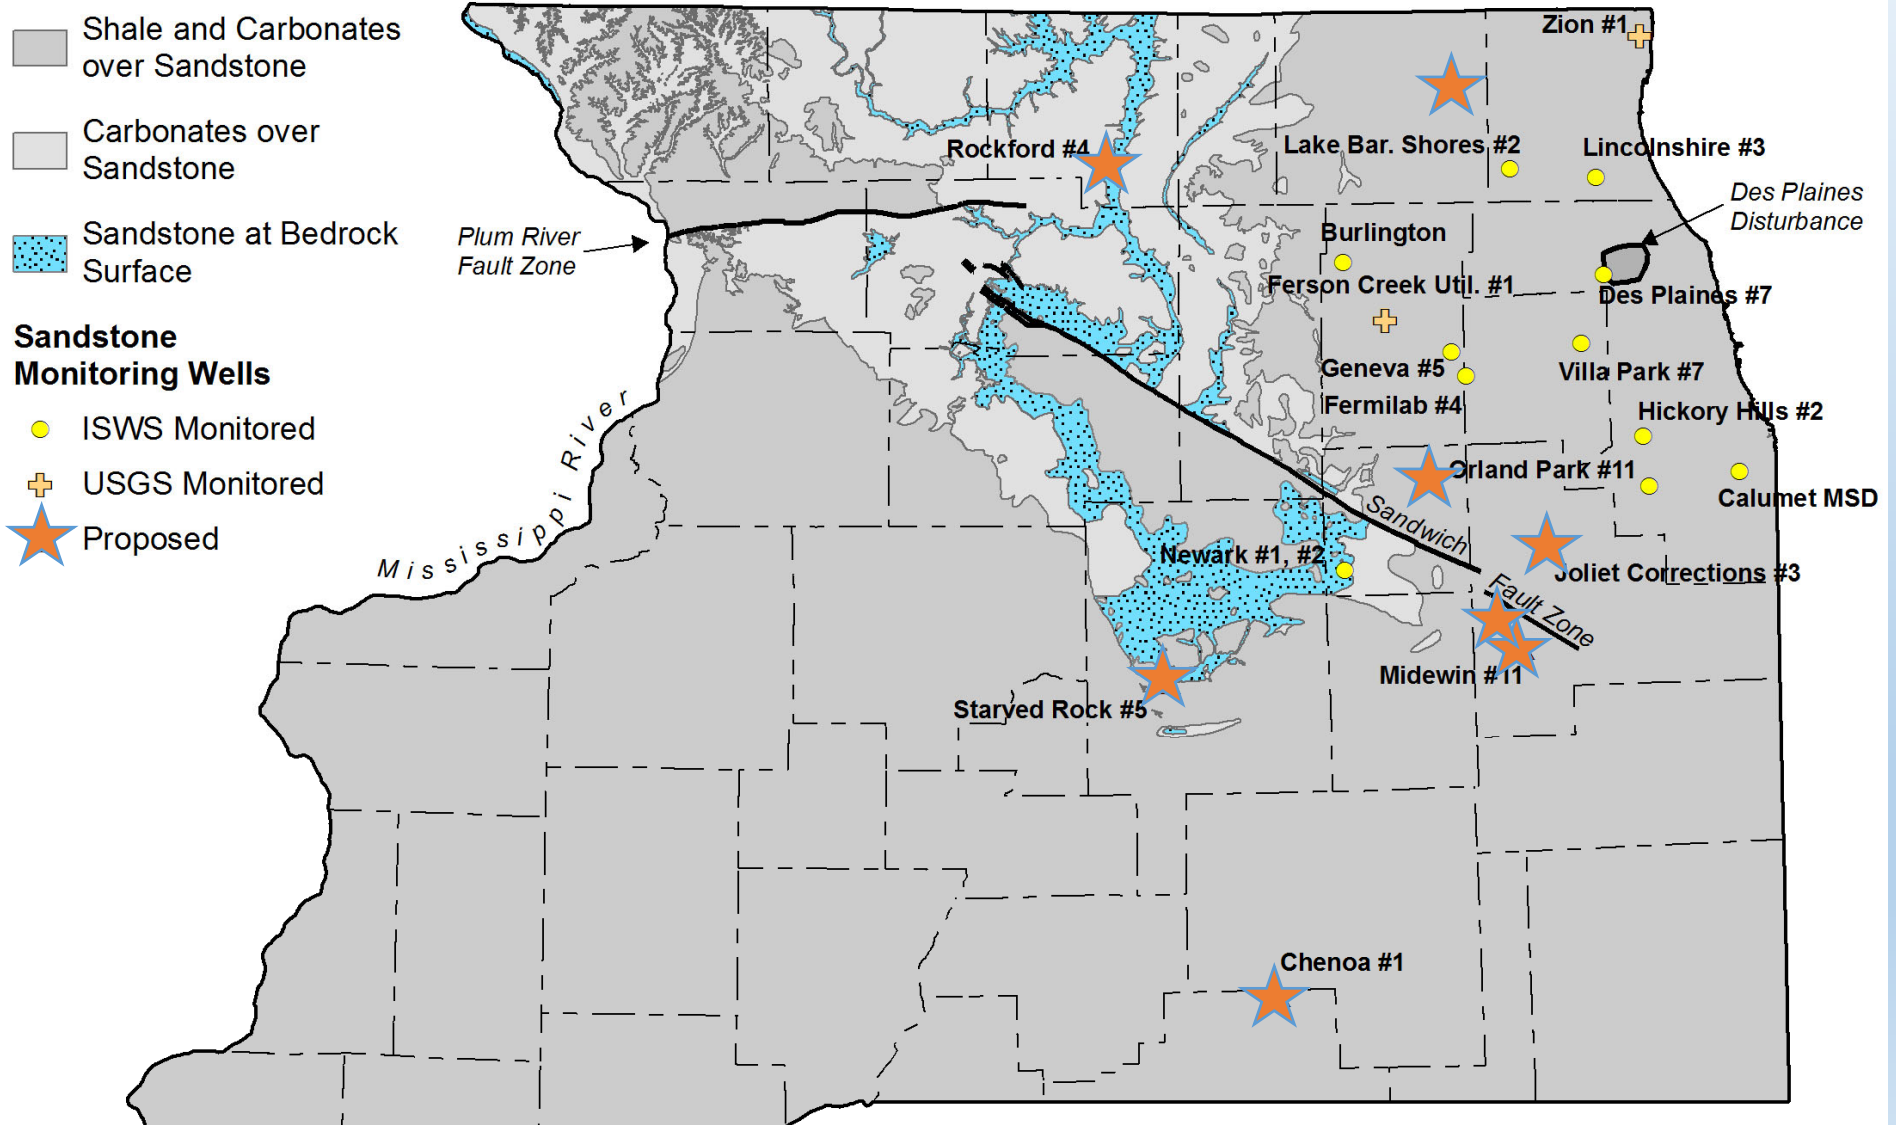 Shale and Carbonates
over Sandstone
Carbonates over
Sandstone
Sandstone at Bedrock
Surface
Sandstone
Monitoring Wells
ISWS Monitored
USGS Monitored
Proposed
Zion #1
Rockford #4
Lake Bar. Shores #2
Lincolnshire #3
Des Plaines
Disturbance
Plum River
Fault Zone
Burlington
Ferson Creek Util. #1
Des Plaines #7
Geneva #5
Villa Park #7
Fermilab #4
Hickory Hills #2
Mississippi River
Orland Park #11
Calumet MSD
Sandwich
Fault Zone
Newark #1, #2
Joliet Corrections #3
Midewin #11
Starved Rock #5
Chenoa #1